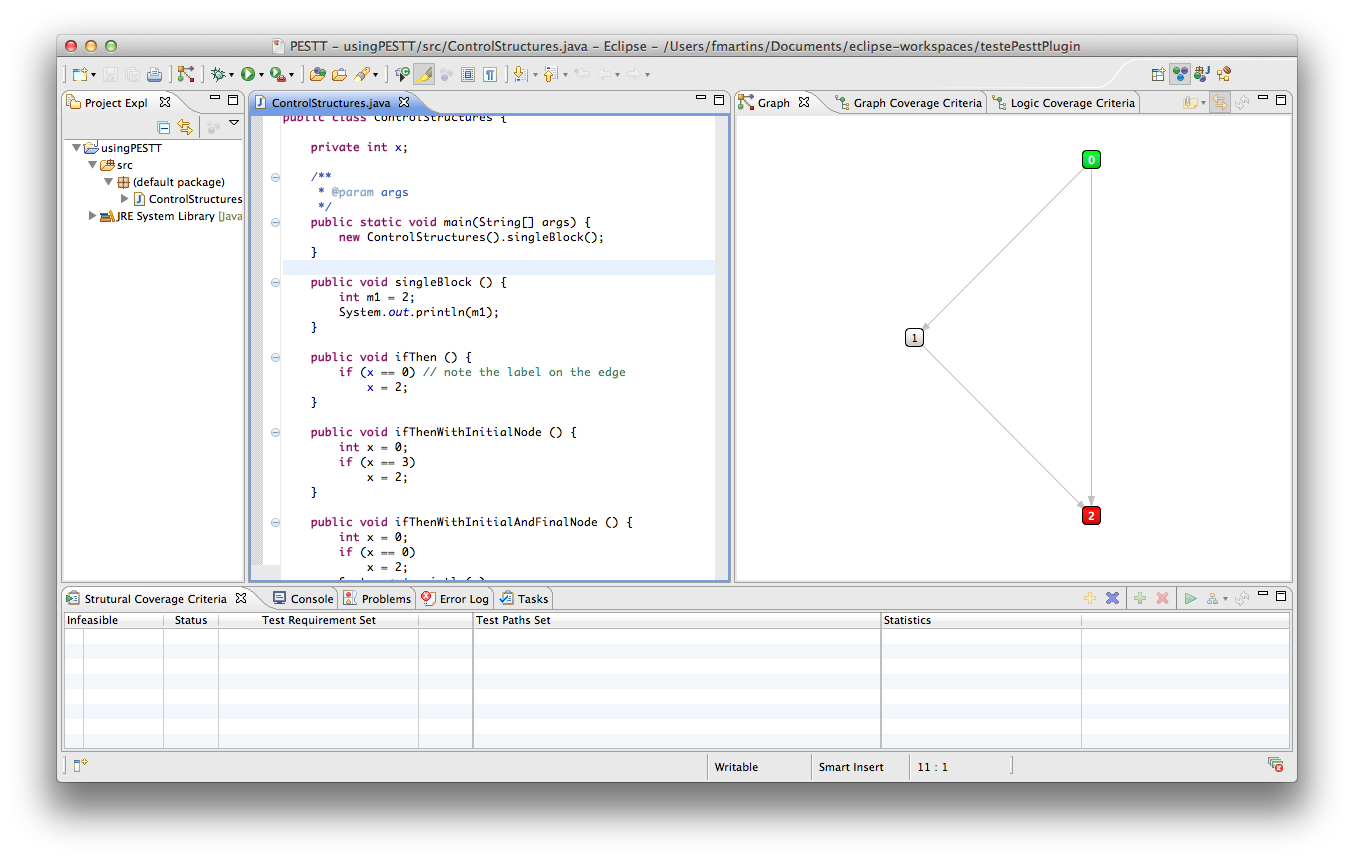 PESTT – usingPESTT/src/ControlStructures.java – Eclipse – /Users/fmartins/Documents/eclipse-workspaces/testePesttPlugin
Project Expl
usingPESTT
src
(default package)
ControlStructures
JRE System Library [Java
ControlStructures.java
public class ControlStructures {
private int x;
/**
* @param args
*/
public static void main(String[] args) {
new ControlStructures().singleBlock();
}
public void singleBlock () {
int m1 = 2;
System.out.println(m1);
}
public void ifThen () {
if (x == 0) // note the label on the edge
x = 2;
}
public void ifThenWithInitialNode () {
int x = 0;
if (x == 3)
x = 2;
}
public void ifThenWithInitialAndFinalNode () {
int x = 0;
if (x == 0)
x = 2;
Graph Graph Coverage Criteria Logic Coverage Criteria
0
1
2
Strutural Coverage Criteria Console Problems Error Log Tasks
Infeasible Status Test Requirement Set Test Paths Set Statistics
Writable Smart Insert 11 : 1